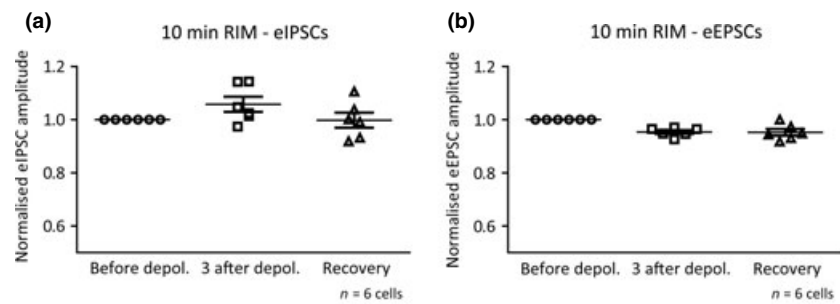 (a)
10 min RIM - eIPSCs
Normalised eIPSC amplitude
1.2
1.0
0.8
0.6
Before depol. 3 after depol. Recovery
n = 6 cells
(b)
10 min RIM - eEPSCs
Normalised eEPSC amplitude
1.2
1.0
0.8
0.6
Before depol. 3 after depol. Recovery
n = 6 cells